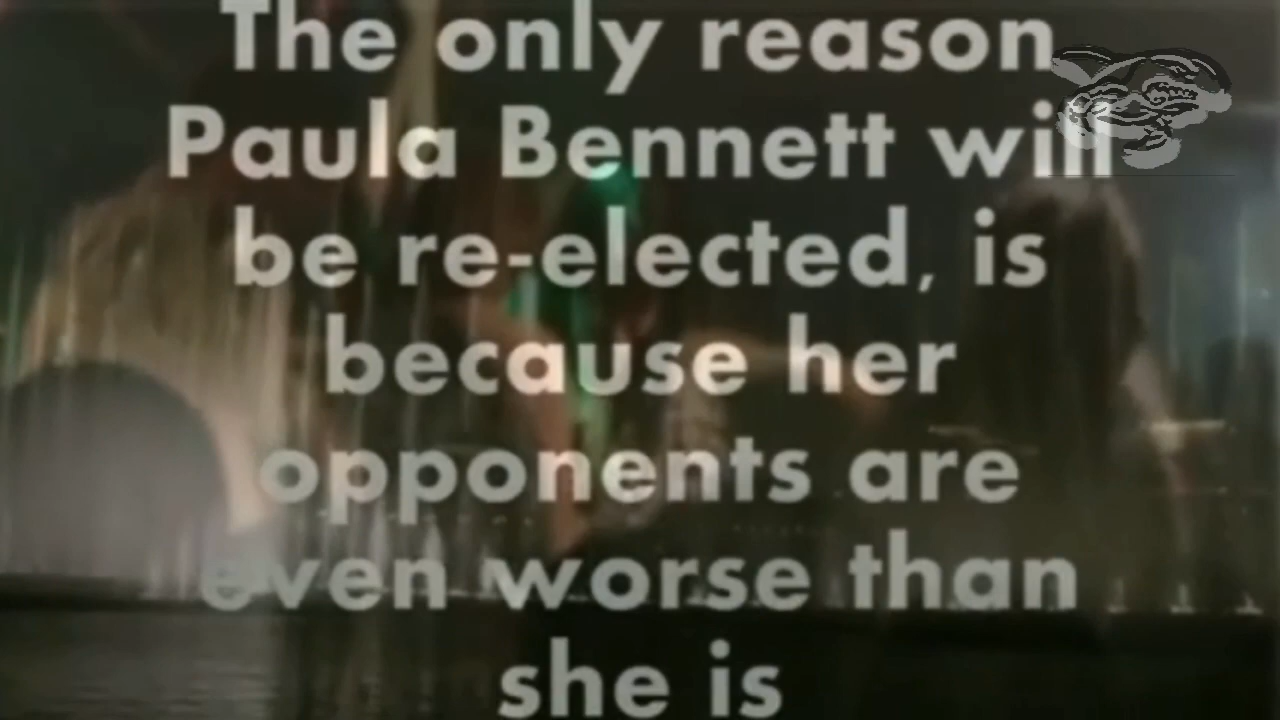 The only reason
Paula Bennett will
be re-elected, is
because her
opponents are
even worse than
she is